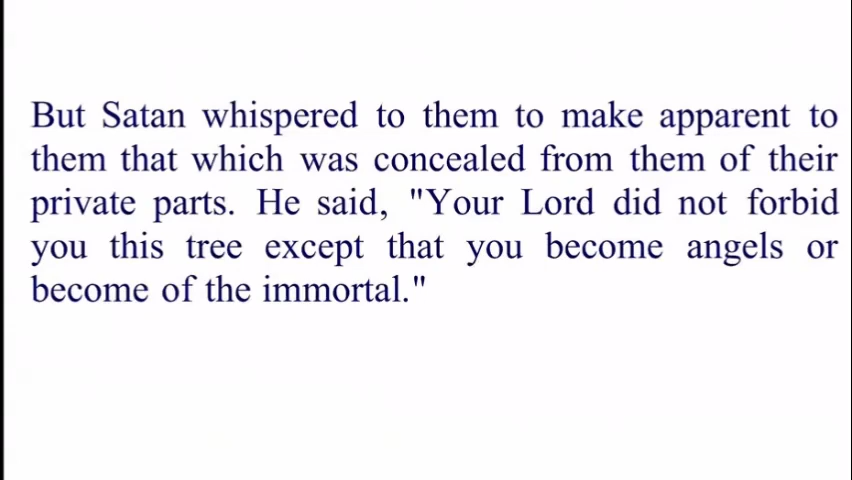 But Satan whispered to them to make apparent to
them that which was concealed from them of their
private parts. He said, "Your Lord did not forbid
you this tree except that you become angels or
become of the immortal."